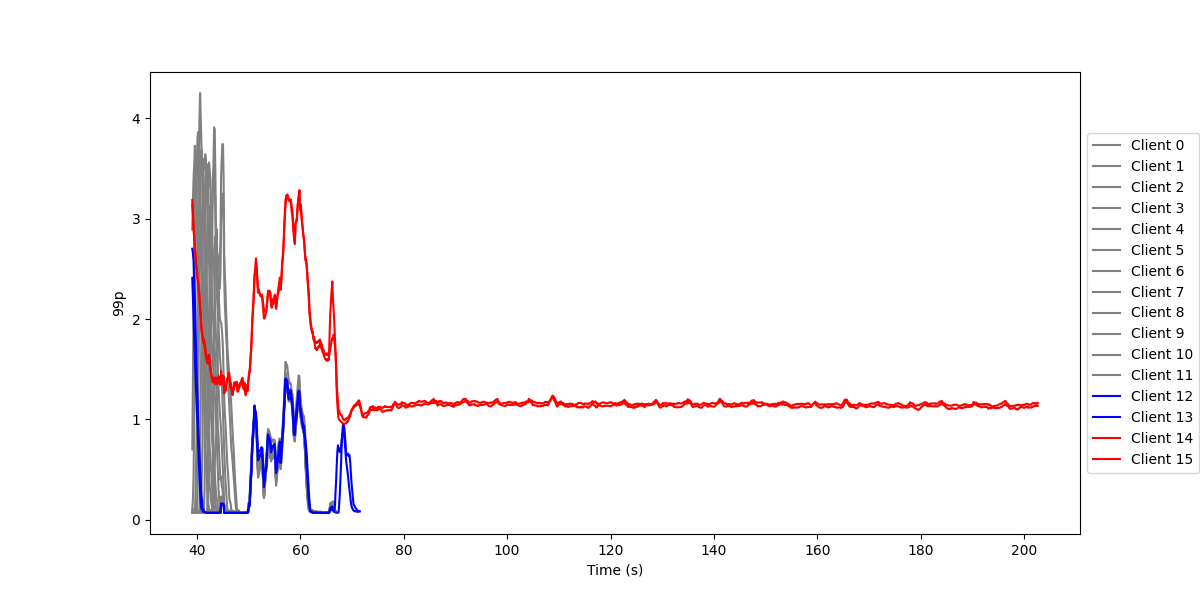 99p
4
3
2
1
0
40 60 80 100 120 140 160 180 200
Time (s)
Client 0
Client 1
Client 2
Client 3
Client 4
Client 5
Client 6
Client 7
Client 8
Client 9
Client 10
Client 11
Client 12
Client 13
Client 14
Client 15